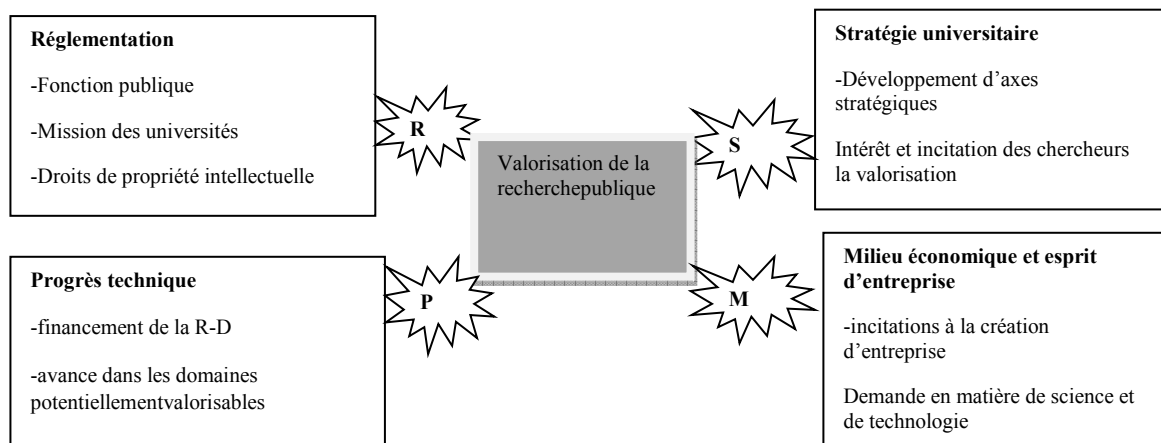 Réglementation
-Fonction publique
-Mission des universités
-Droits de propriété intellectuelle
R
Valorisation de la
recherchepublique
S
Stratégie universitaire
-Développement d’axes
stratégiques
Intérêt et incitation des chercheurs
la valorisation
Progrès technique
-financement de la R-D
-avance dans les domaines
potentiellementvalorisables
P
M
Milieu économique et esprit
d’entreprise
-incitations à la création
d’entreprise
Demande en matière de science et
de technologie